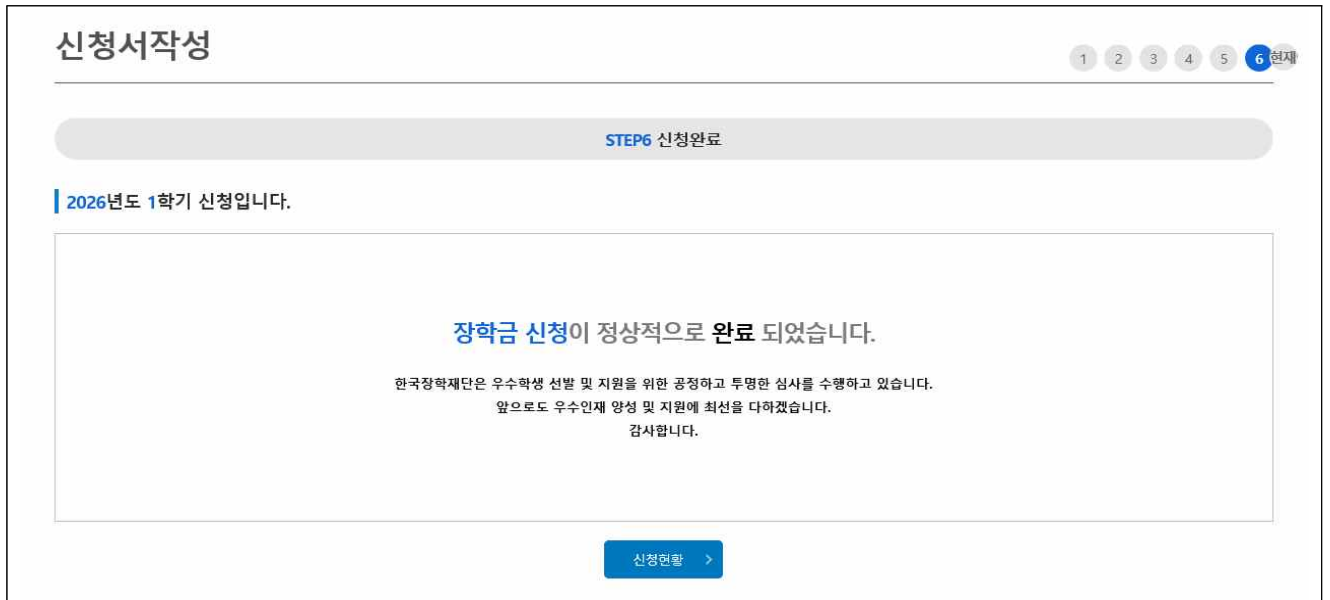 신청서작성
1 2 3 4 5 6 현재
STEP6 신청완료
2026년도 1학기 신청입니다.
장학금 신청이 정상적으로 완료 되었습니다.
한국장학재단은 우수학생 선발 및 지원을 위한 공정하고 투명한 심사를 수행하고 있습니다.
앞으로도 우수인재 양성 및 지원에 최선을 다하겠습니다.
감사합니다.
신청현황 >